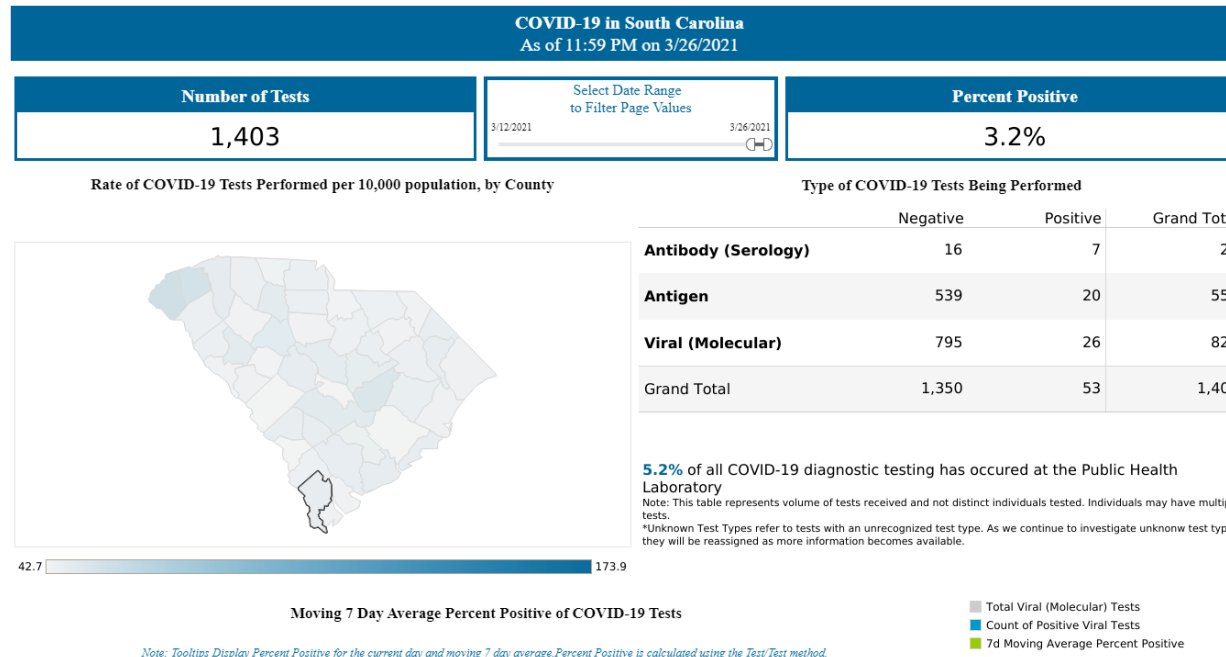 COVID-19 in South Carolina
As of 11:59 PM on 3/26/2021
Number of Tests
1,403
Select Date Range
to Filter Page Values
3/12/2021 3/26/2021
Percent Positive
3.2%
Rate of COVID-19 Tests Performed per 10,000 population, by County
Type of COVID-19 Tests Being Performed
Negative Positive Grand Tot
Antibody (Serology) 16 7 2
Antigen 539 20 55
Viral (Molecular) 795 26 82
Grand Total 1,350 53 1,40
5.2% of all COVID-19 diagnostic testing has occured at the Public Health
Laboratory
Note: This table represents volume of tests received and not distinct individuals tested. Individuals may have multip
tests.
*Unknown Test Types refer to tests with an unrecognized test type. As we continue to investigate unknonw test typ
they will be reassigned as more information becomes available.
42.7 173.9
Moving 7 Day Average Percent Positive of COVID-19 Tests
Total Viral (Molecular) Tests
Count of Positive Viral Tests
7d Moving Average Percent Positive
Note: Tooltips Display Percent Positive for the current day and moving 7 day average.Percent Positive is calculated using the Test/Test method.